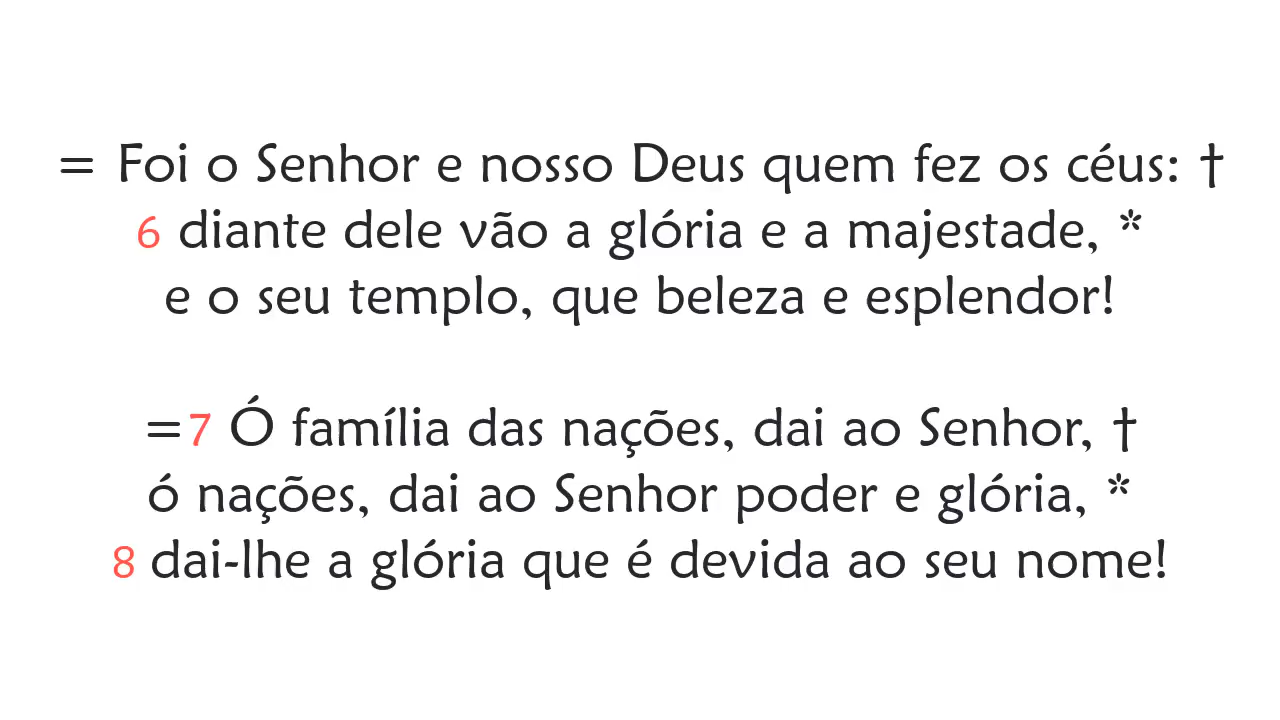 = Foi o Senhor e nosso Deus quem fez os céus: †
6 diante dele vão a glória e a majestade, *
e o seu templo, que beleza e esplendor!
=7 Ó família das nações, dai ao Senhor, †
ó nações, dai ao Senhor poder e glória, *
8 dai-lhe a glória que é devida ao seu nome!